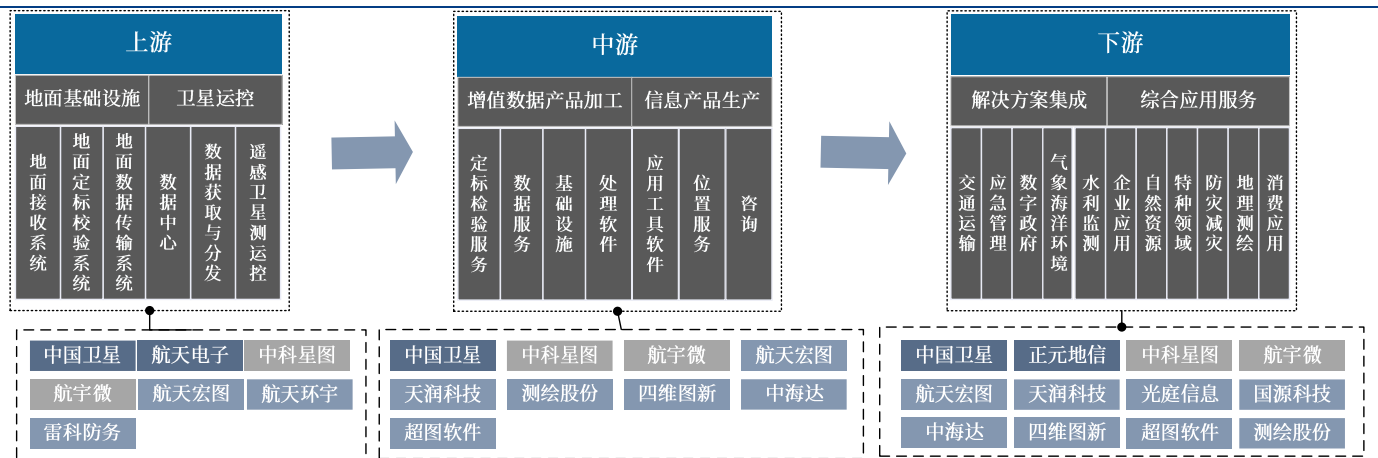 上游
地面基础设施
卫星运控
地面接收系统
地面定标校验系统
地面数据传输系统
数据中心
数据获取与分发
遥感卫星测运控
中国卫星
航天电子
中科星图
航宇微
航天宏图
航天环宇
雷科防务
中游
增值数据产品加工
信息产品生产
定标检验服务
数据服务
基础设施
处理软件
应用工具软件
位置服务
咨询
中国卫星
中科星图
航宇微
航天宏图
天润科技
测绘股份
四维图新
中海达
超图软件
下游
解决方案集成
综合应用服务
交通运输
应急管理
数字政府
气象海洋环境
水利监测
企业应用
自然资源
特种领域
防灾减灾
地理测绘
消费应用
中国卫星
正元地信
中科星图
航宇微
航天宏图
天润科技
光庭信息
国源科技
中海达
四维图新
超图软件
测绘股份